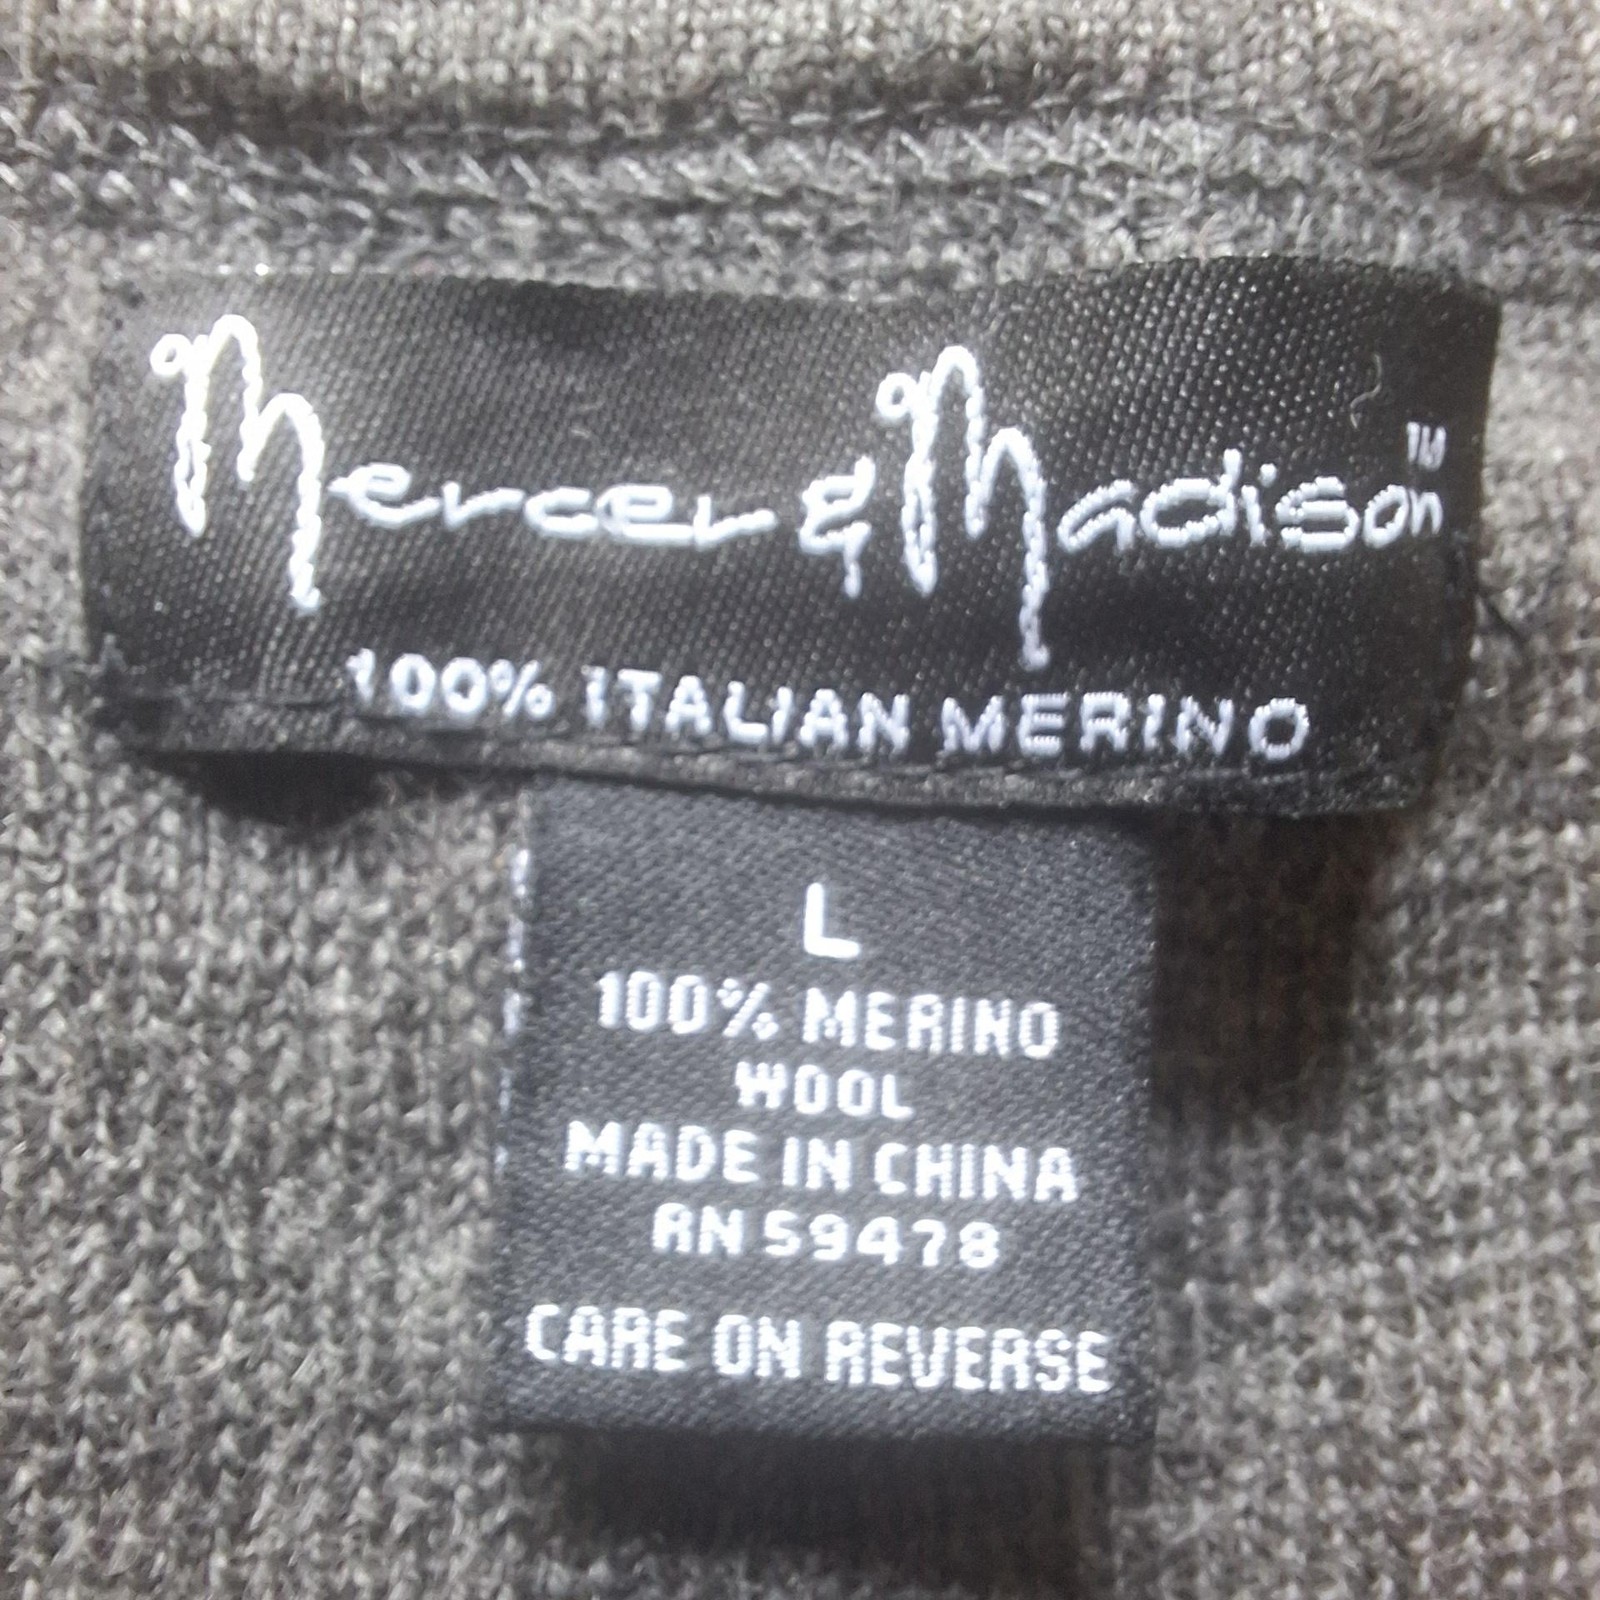 Mercer & Madison™
100% ITALIAN MERINO
L
100% MERINO
WOOL
MADE IN CHINA
RN 59478
CARE ON REVERSE